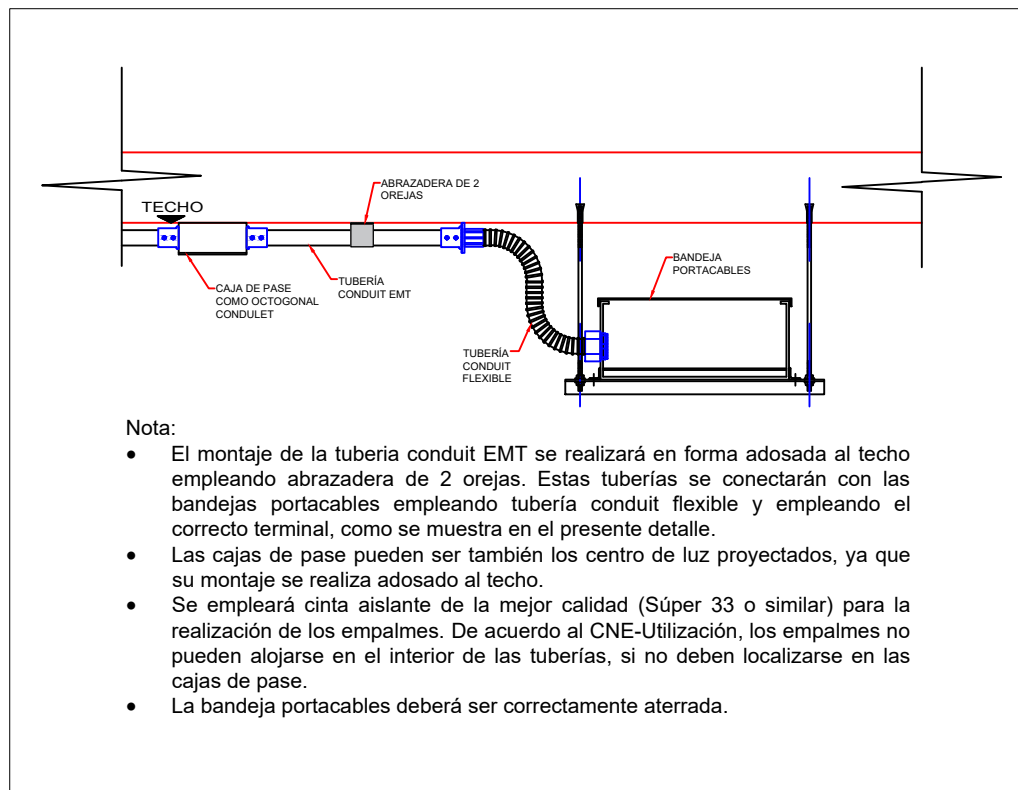 ABRAZADERA DE 2
OREJAS
TECHO
BANDEJA
PORTACABLES
CAJA DE PASE
COMO OCTOGONAL
CONDULET
TUBERÍA
CONDUIT EMT
TUBERÍA
CONDUIT
FLEXIBLE
Nota:
• El montaje de la tuberia conduit EMT se realizará en forma adosada al techo
empleando abrazadera de 2 orejas. Estas tuberías se conectarán con las
bandejas portacables empleando tubería conduit flexible y empleando el
correcto terminal, como se muestra en el presente detalle.
• Las cajas de pase pueden ser también los centro de luz proyectados, ya que
su montaje se realiza adosado al techo.
• Se empleará cinta aislante de la mejor calidad (Súper 33 o similar) para la
realización de los empalmes. De acuerdo al CNE-Utilización, los empalmes no
pueden alojarse en el interior de las tuberías, si no deben localizarse en las
cajas de pase.
• La bandeja portacables deberá ser correctamente aterrada.